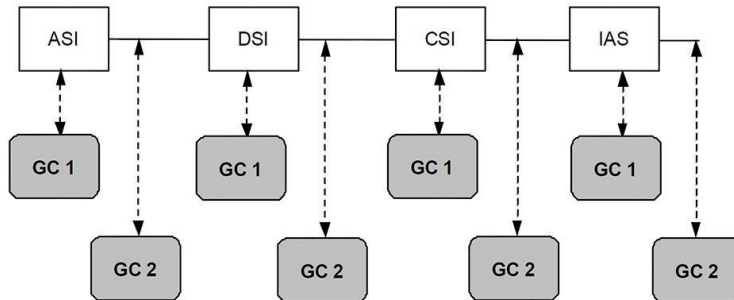 ASI DSI CSI IAS
GC 1 GC 1 GC 1 GC 1
GC 2 GC 2 GC 2 GC 2